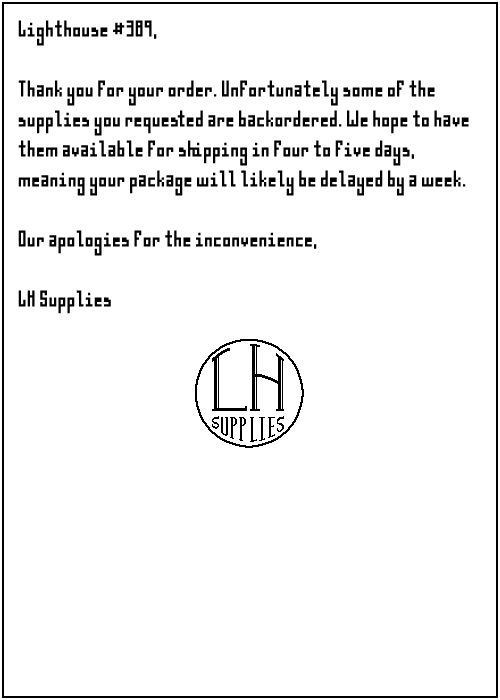 Lighthouse #389,
Thank you for your order. Unfortunately some of the
supplies you requested are backordered. We hope to have
them available for shipping in four to five days,
meaning your package will likely be delayed by a week.
Our apologies for the inconvenience,
LH Supplies
LH
SUPPLIES